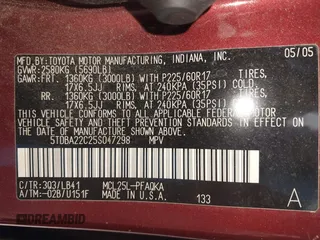 MFD. BY: TOYOTA MOTOR MANUFACTURING, INDIANA, INC. 05/05
GVWR: 2580KG (5690LB)
GAWR: FRT. 1360KG (3000LB) WITH P225/60R17 TIRES,
17X6.5JJ RIMS, AT 240KPA (35PSI) COLD.
RR. 1360KG (3000LB) WITH P225/60R17 TIRES,
17X6.5JJ RIMS, AT 240KPA (35PSI) COLD.
THIS VEHICLE CONFORMS TO ALL APPLICABLE FEDERAL MOTOR
VEHICLE SAFETY AND THEFT PREVENTION STANDARDS IN EFFECT
ON THE DATE OF MANUFACTURE SHOWN ABOVE.
5TDBA22C25S047298 MPV
C/TR: 3Q3/LB41 MCL25L-PFAQKA
A/TM: -02B/U151F MADE IN U.S.A. 133 A
AutoBidMaster